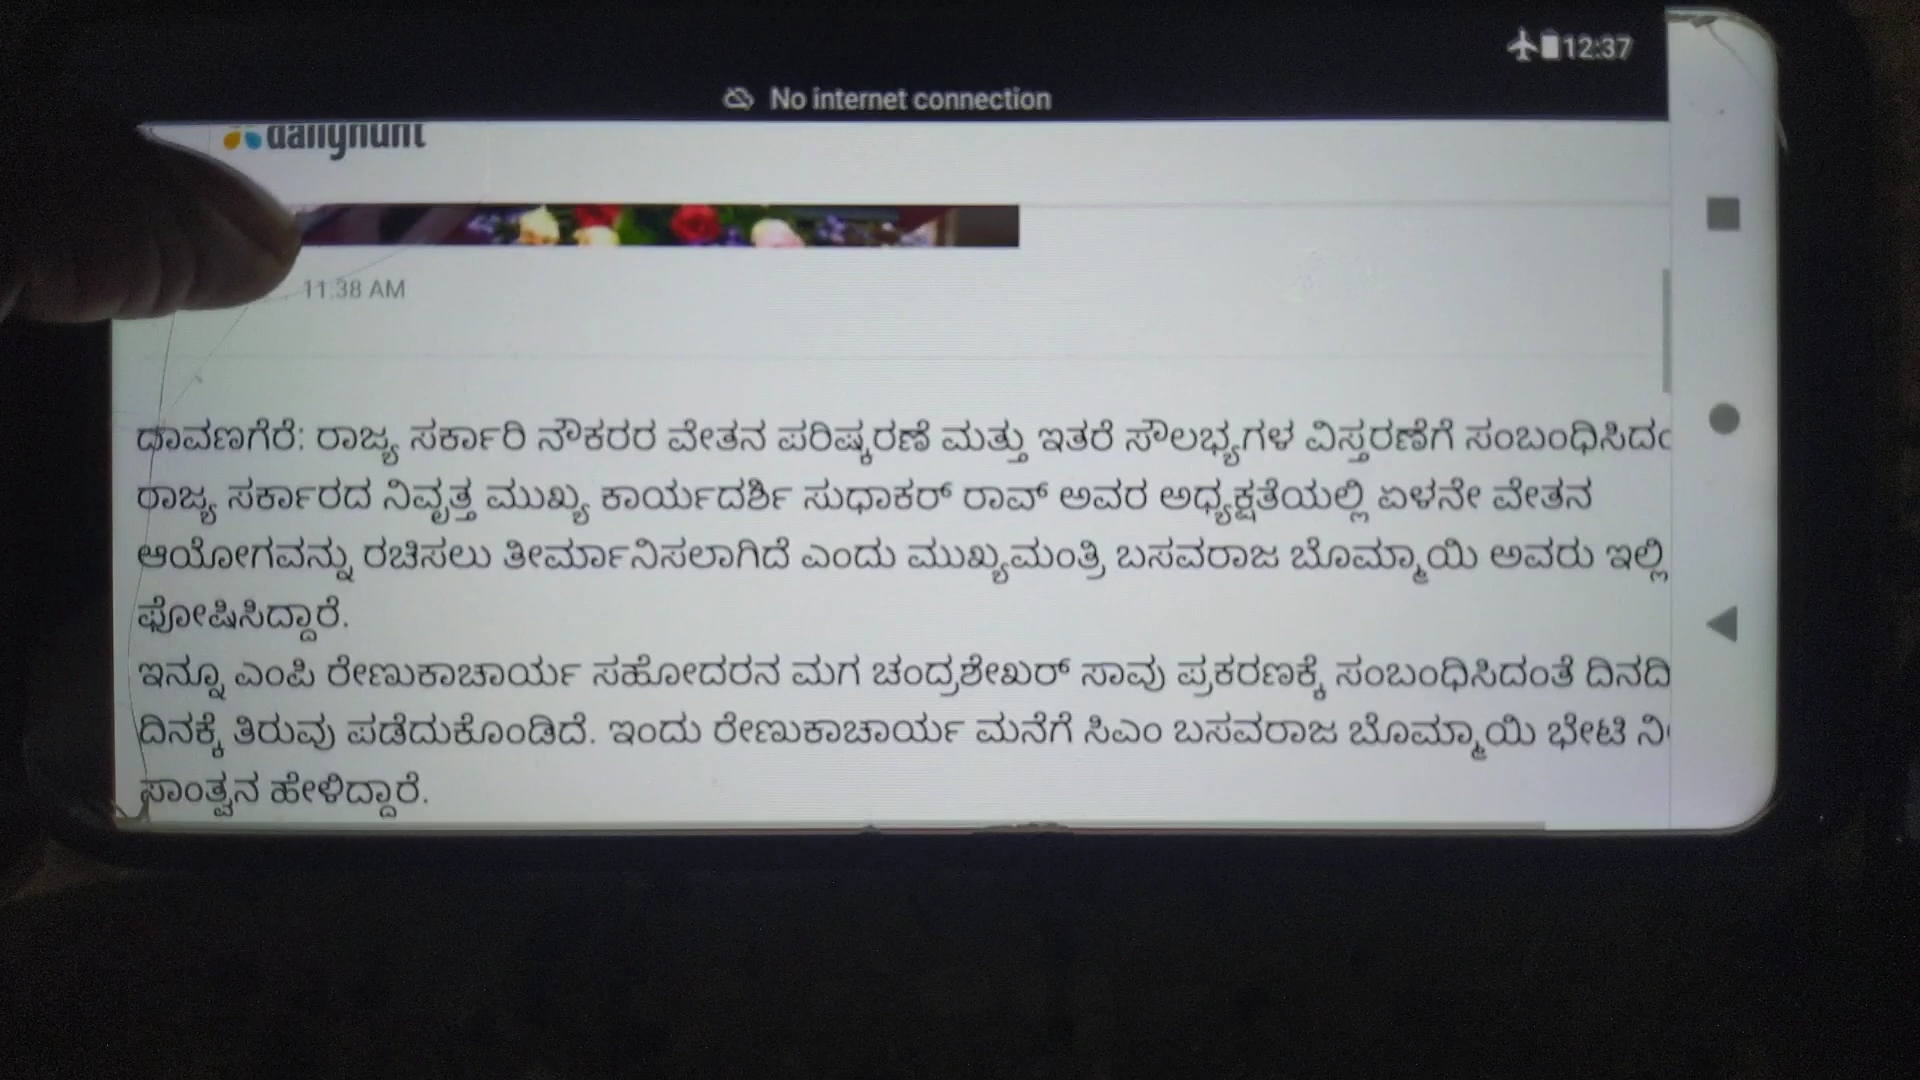 12:37
No internet connection
dailyhunt
11:38 AM
ದಾವಣಗೆರೆ: ರಾಜ್ಯ ಸರ್ಕಾರಿ ನೌಕರರ ವೇತನ ಪರಿಷ್ಕರಣೆ ಮತ್ತು ಇತರೆ ಸೌಲಭ್ಯಗಳ ವಿಸ್ತರಣೆಗೆ
ರಾಜ್ಯ ಸರ್ಕಾರದ ನಿವೃತ್ತ ಮುಖ್ಯ ಕಾರ್ಯದರ್ಶಿ ಸುಧಾಕರ್ ರಾವ್ ಅವರ ಅಧ್ಯಕ್ಷತೆಯಲ್ಲಿ ಏಳನೇ ವೇತನ
ಆಯೋಗವನ್ನು ರಚಿಸಲು ತೀರ್ಮಾನಿಸಲಾಗಿದೆ ಎಂದು ಮುಖ್ಯಮಂತ್ರಿ ಬಸವರಾಜ ಬೊಮ್ಮಾಯಿ ಅವರು ಇಲ್ಲಿ
ಘೋಷಿಸಿದ್ದಾರೆ.
ಇನ್ನೂ ಎಂಪಿ ರೇಣುಕಾಚಾರ್ಯ ಸಹೋದರನ ಮಗ ಚಂದ್ರಶೇಖರ್ ಸಾವು ಪ್ರಕರಣಕ್ಕೆ ಸಂಬಂಧಿಸಿದಂತೆ
ದಿನಕ್ಕೆ ತಿರುವು ಪಡೆದುಕೊಂಡಿದೆ. ಇಂದು ರೇಣುಕಾಚಾರ್ಯ ಮನೆಗೆ ಸಿಎಂ ಬಸವರಾಜ ಬೊಮ್ಮಾಯಿ ಭೇಟಿ
ಸಾಂತ್ವನ ಹೇಳಿದ್ದಾರೆ.